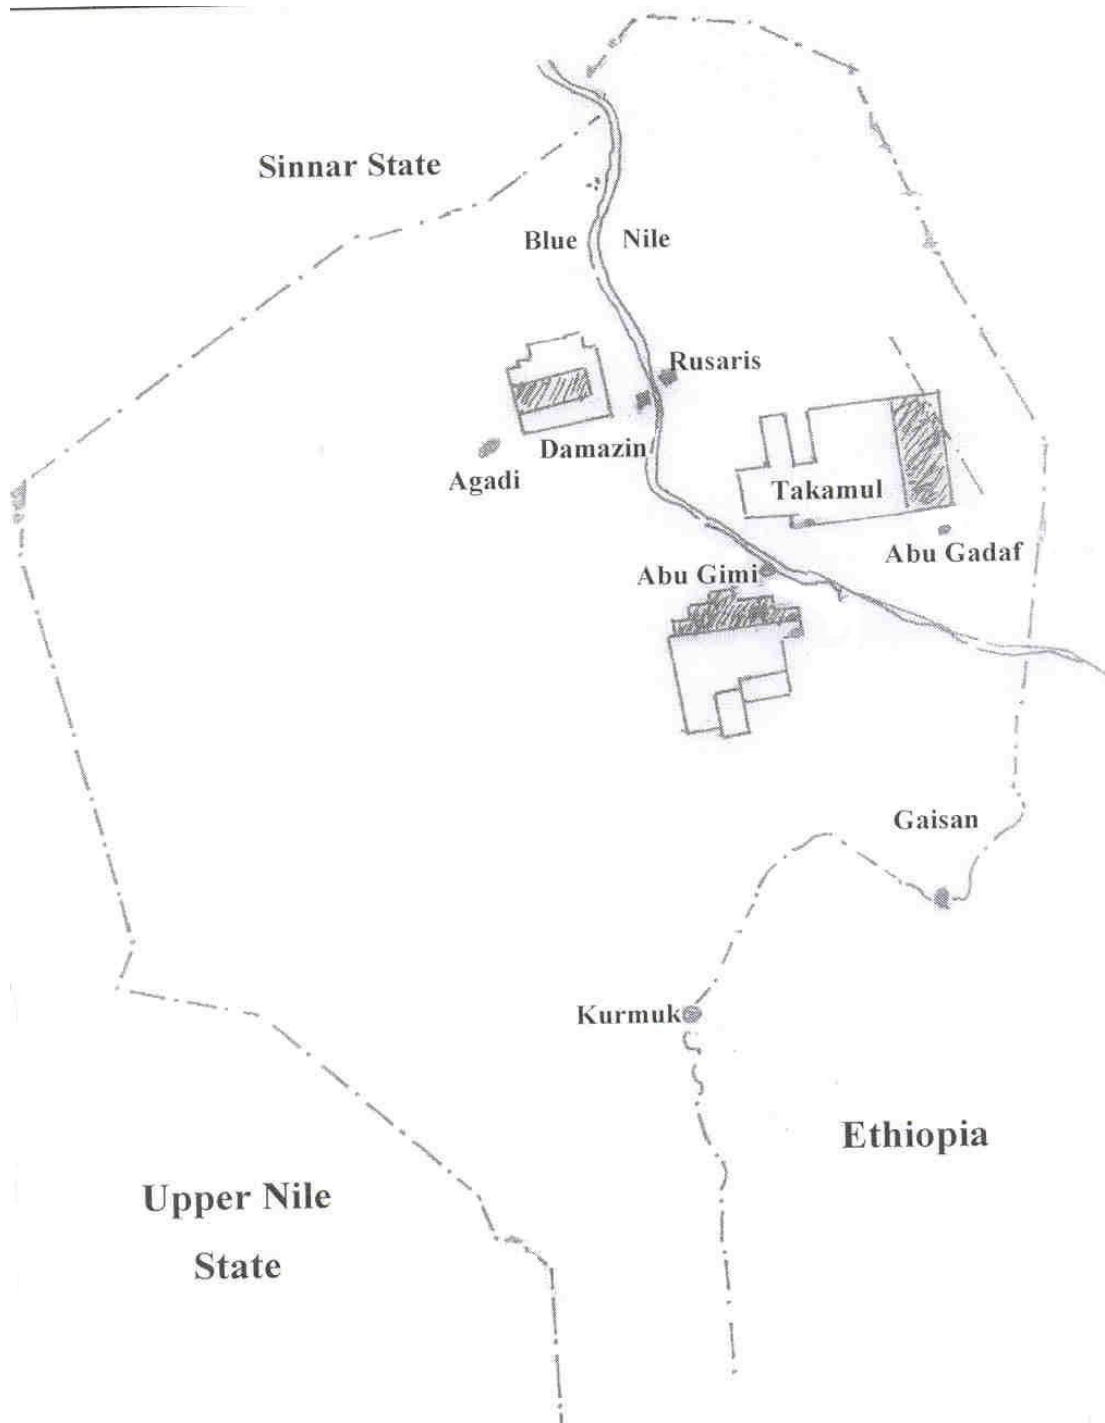 Sinnar State
Blue Nile
Rusaris
Damazin
Agadi
Takamul
Abu Gadaf
Abu Gimi
Gaisan
Kurmuk
Ethiopia
Upper Nile
State